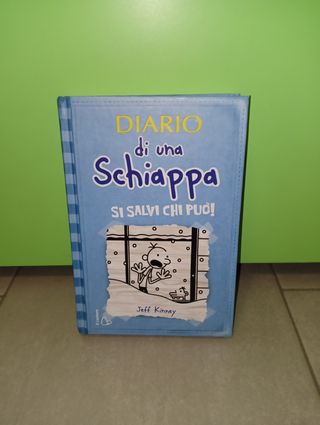 DIARIO
di una
Schiappa
SI SALVI CHI PUÒ!
Jeff Kinney